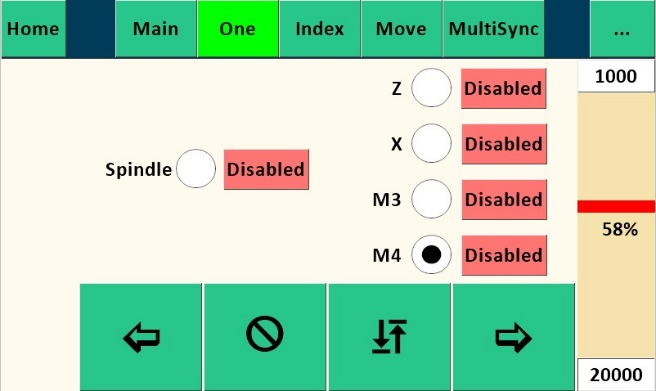 Home Main One Index Move MultiSync ...
1000
Z Disabled
X Disabled
Spindle Disabled
M3 Disabled
58%
M4 Disabled
20000